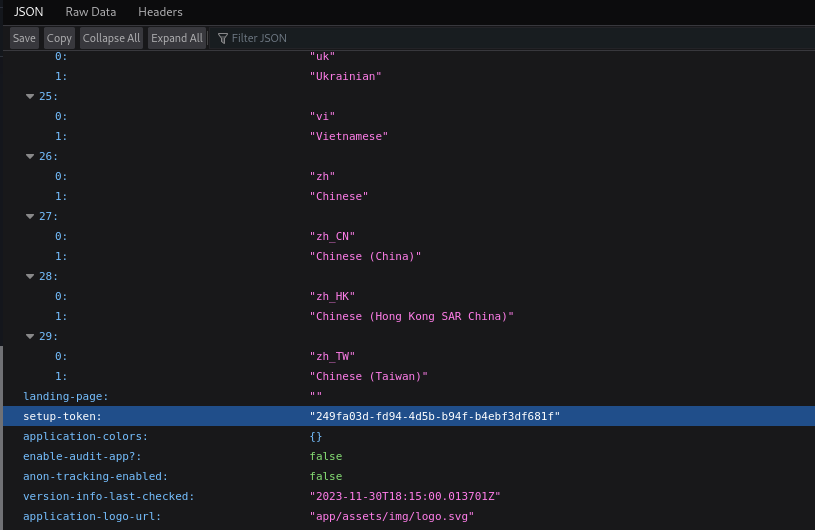 JSON Raw Data Headers
Save Copy Collapse All Expand All Filter JSON
0: "uk"
1: "Ukrainian"
25:
0: "vi"
1: "Vietnamese"
26:
0: "zh"
1: "Chinese"
27:
0: "zh_CN"
1: "Chinese (China)"
28:
0: "zh_HK"
1: "Chinese (Hong Kong SAR China)"
29:
0: "zh_TW"
1: "Chinese (Taiwan)"
landing-page: ""
setup-token: "249fa03d-fd94-4d5b-b94f-b4ebf3df681f"
application-colors: {}
enable-audit-app?: false
anon-tracking-enabled: false
version-info-last-checked: "2023-11-30T18:15:00.013701Z"
application-logo-url: "app/assets/img/logo.svg"